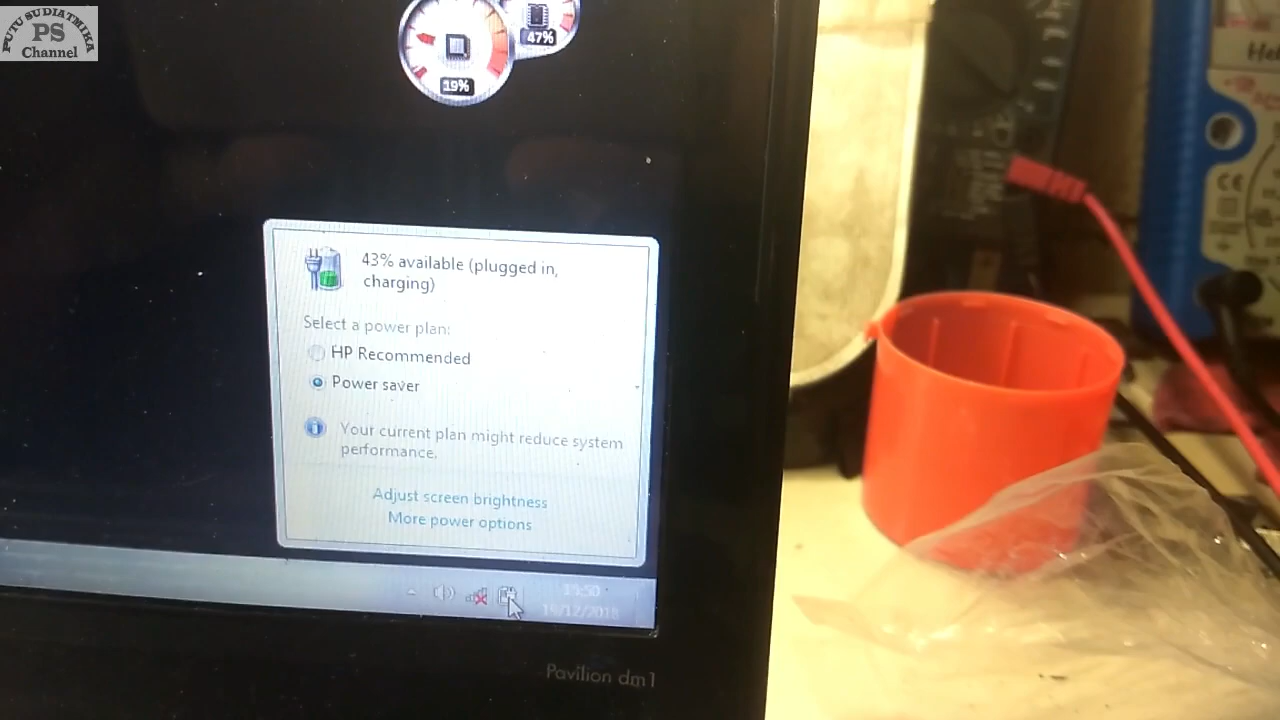 PUTU SUDIATMIKA
PS
Channel
47%
19%
43% available (plugged in,
charging)
Select a power plan:
HP Recommended
Power saver
Your current plan might reduce system
performance.
Adjust screen brightness
More power options
Pavilion dm1
CE